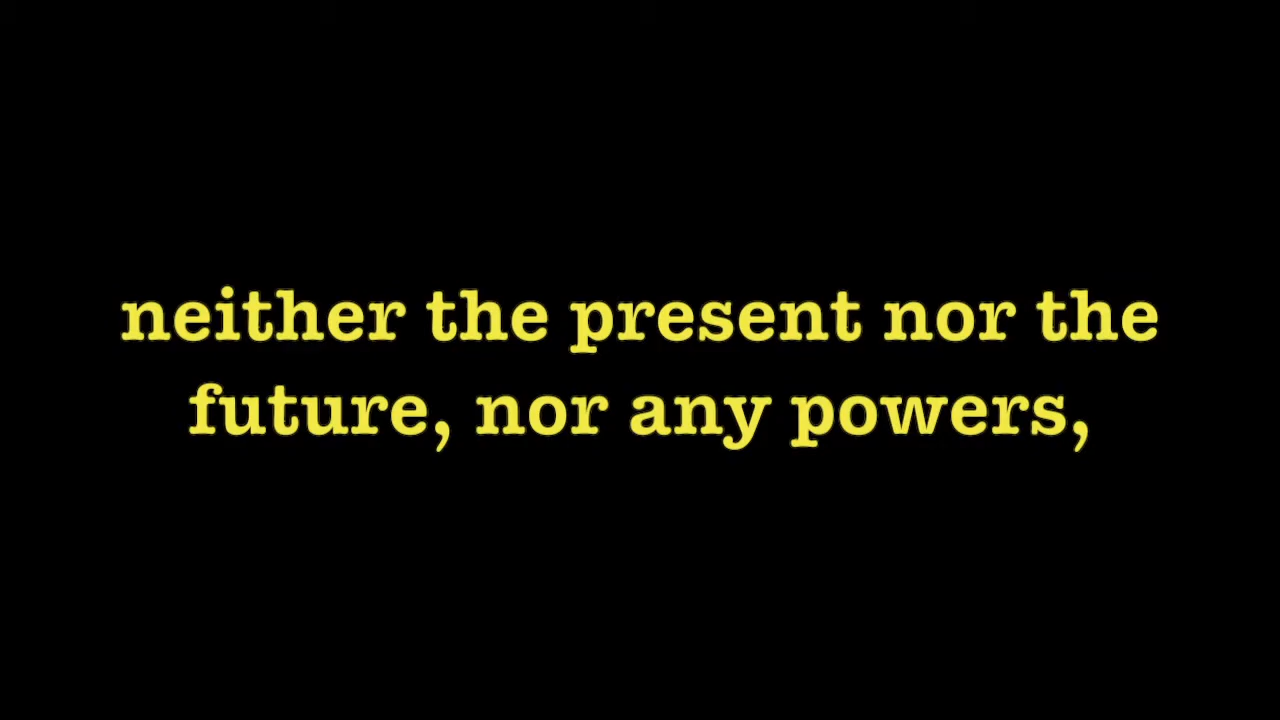 neither the present nor the
future, nor any powers,